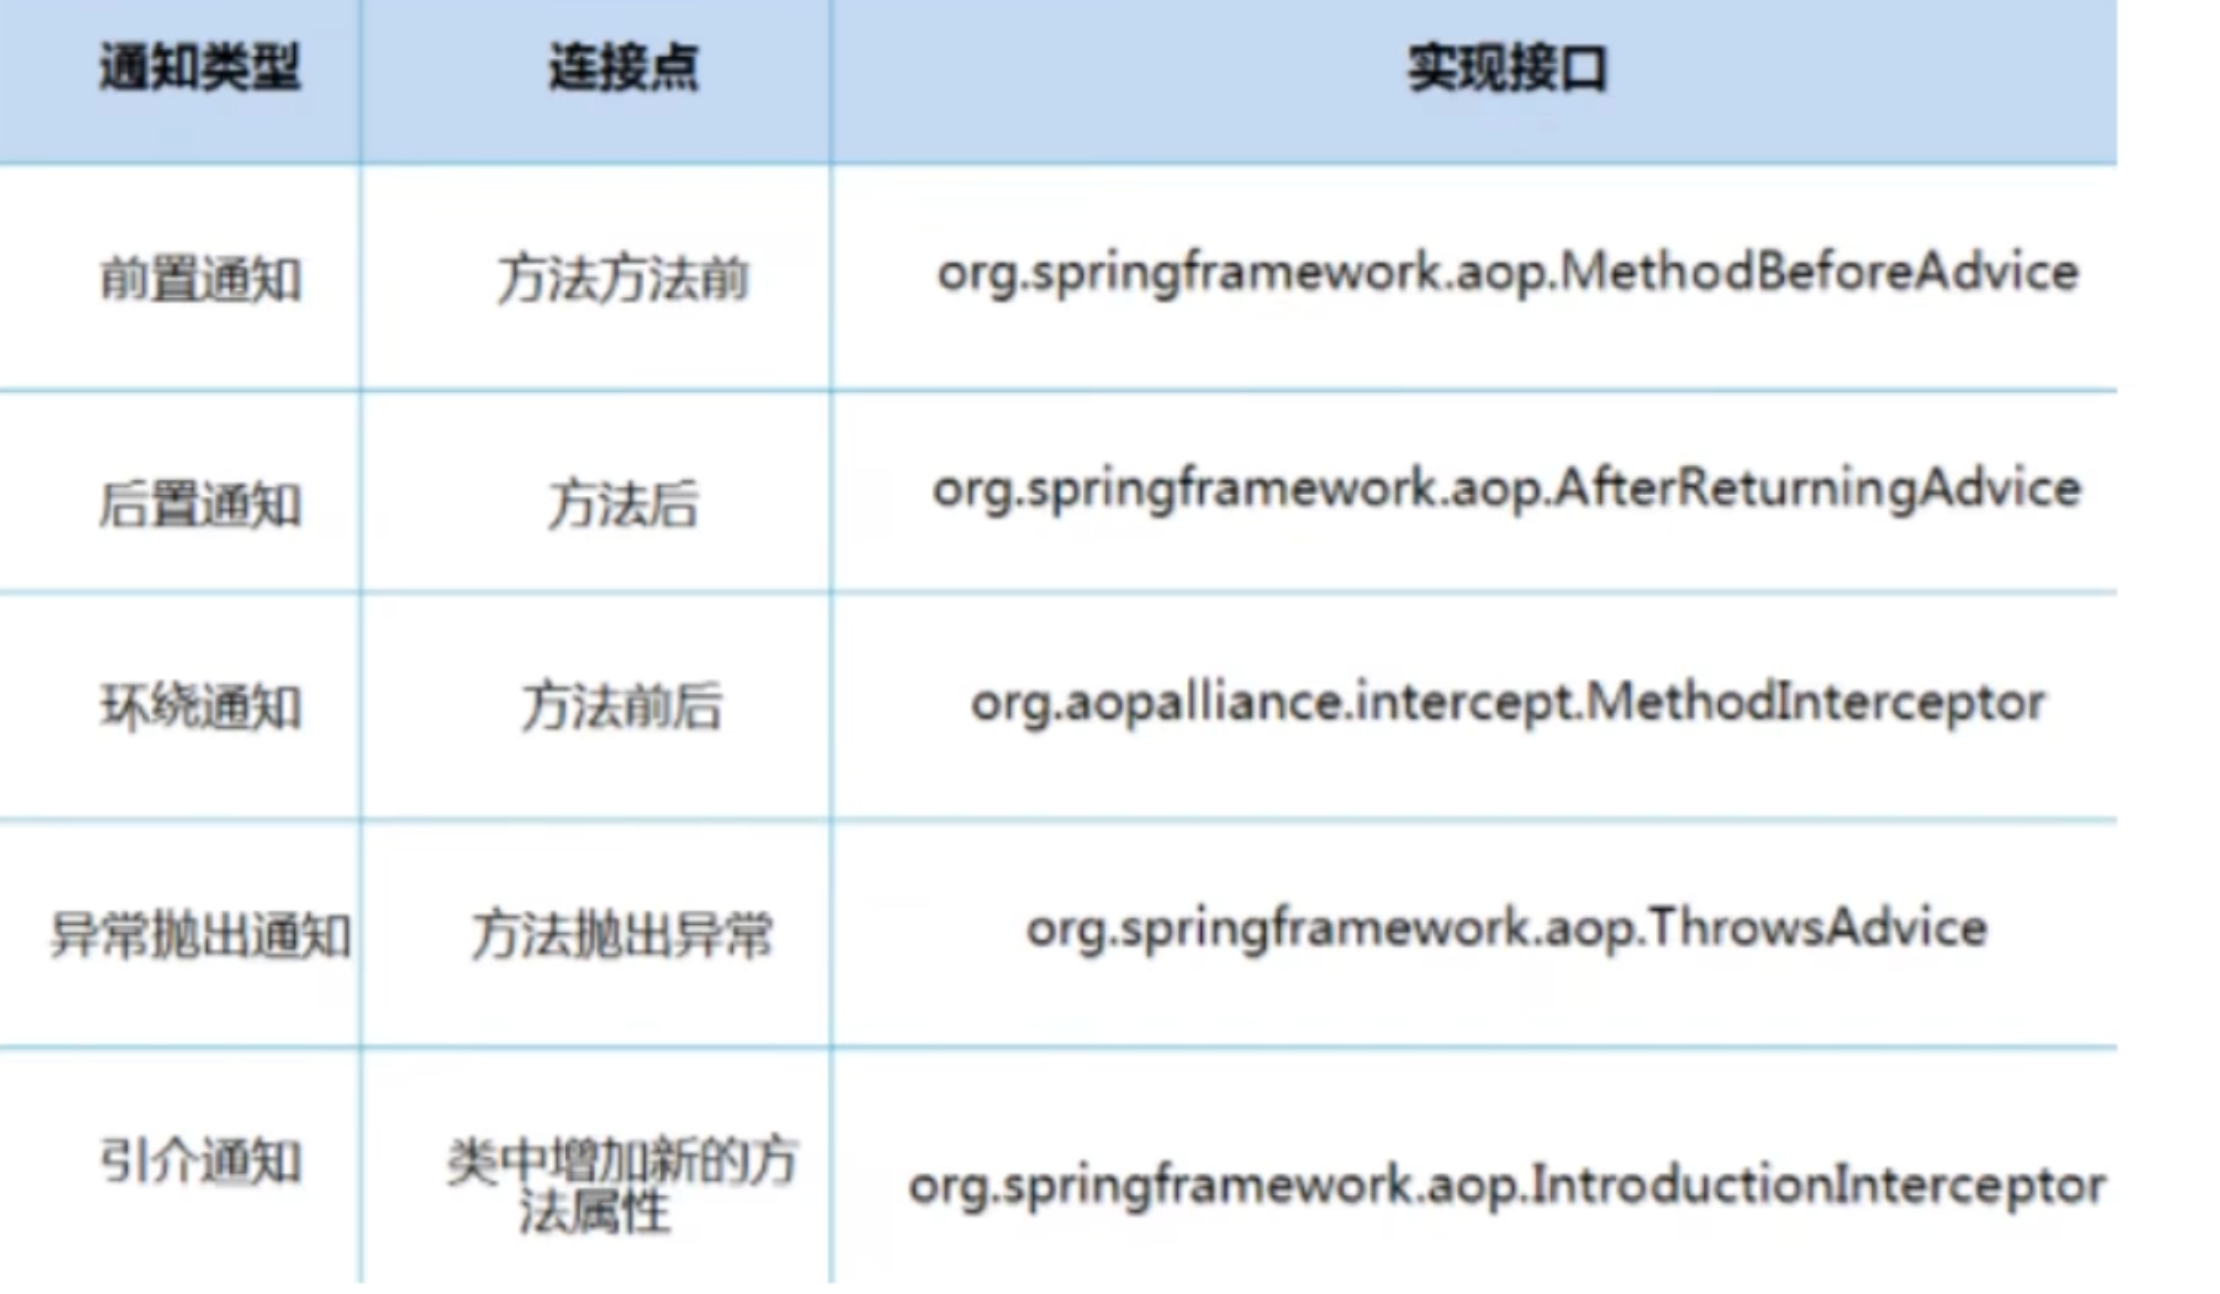 通知类型 连接点 实现接口
前置通知 方法方法前 org.springframework.aop.MethodBeforeAdvice
后置通知 方法后 org.springframework.aop.AfterReturningAdvice
环绕通知 方法前后 org.aopalliance.intercept.MethodInterceptor
异常抛出通知 方法抛出异常 org.springframework.aop.ThrowsAdvice
引介通知 类中增加新的方
法属性 org.springframework.aop.IntroductionInterceptor